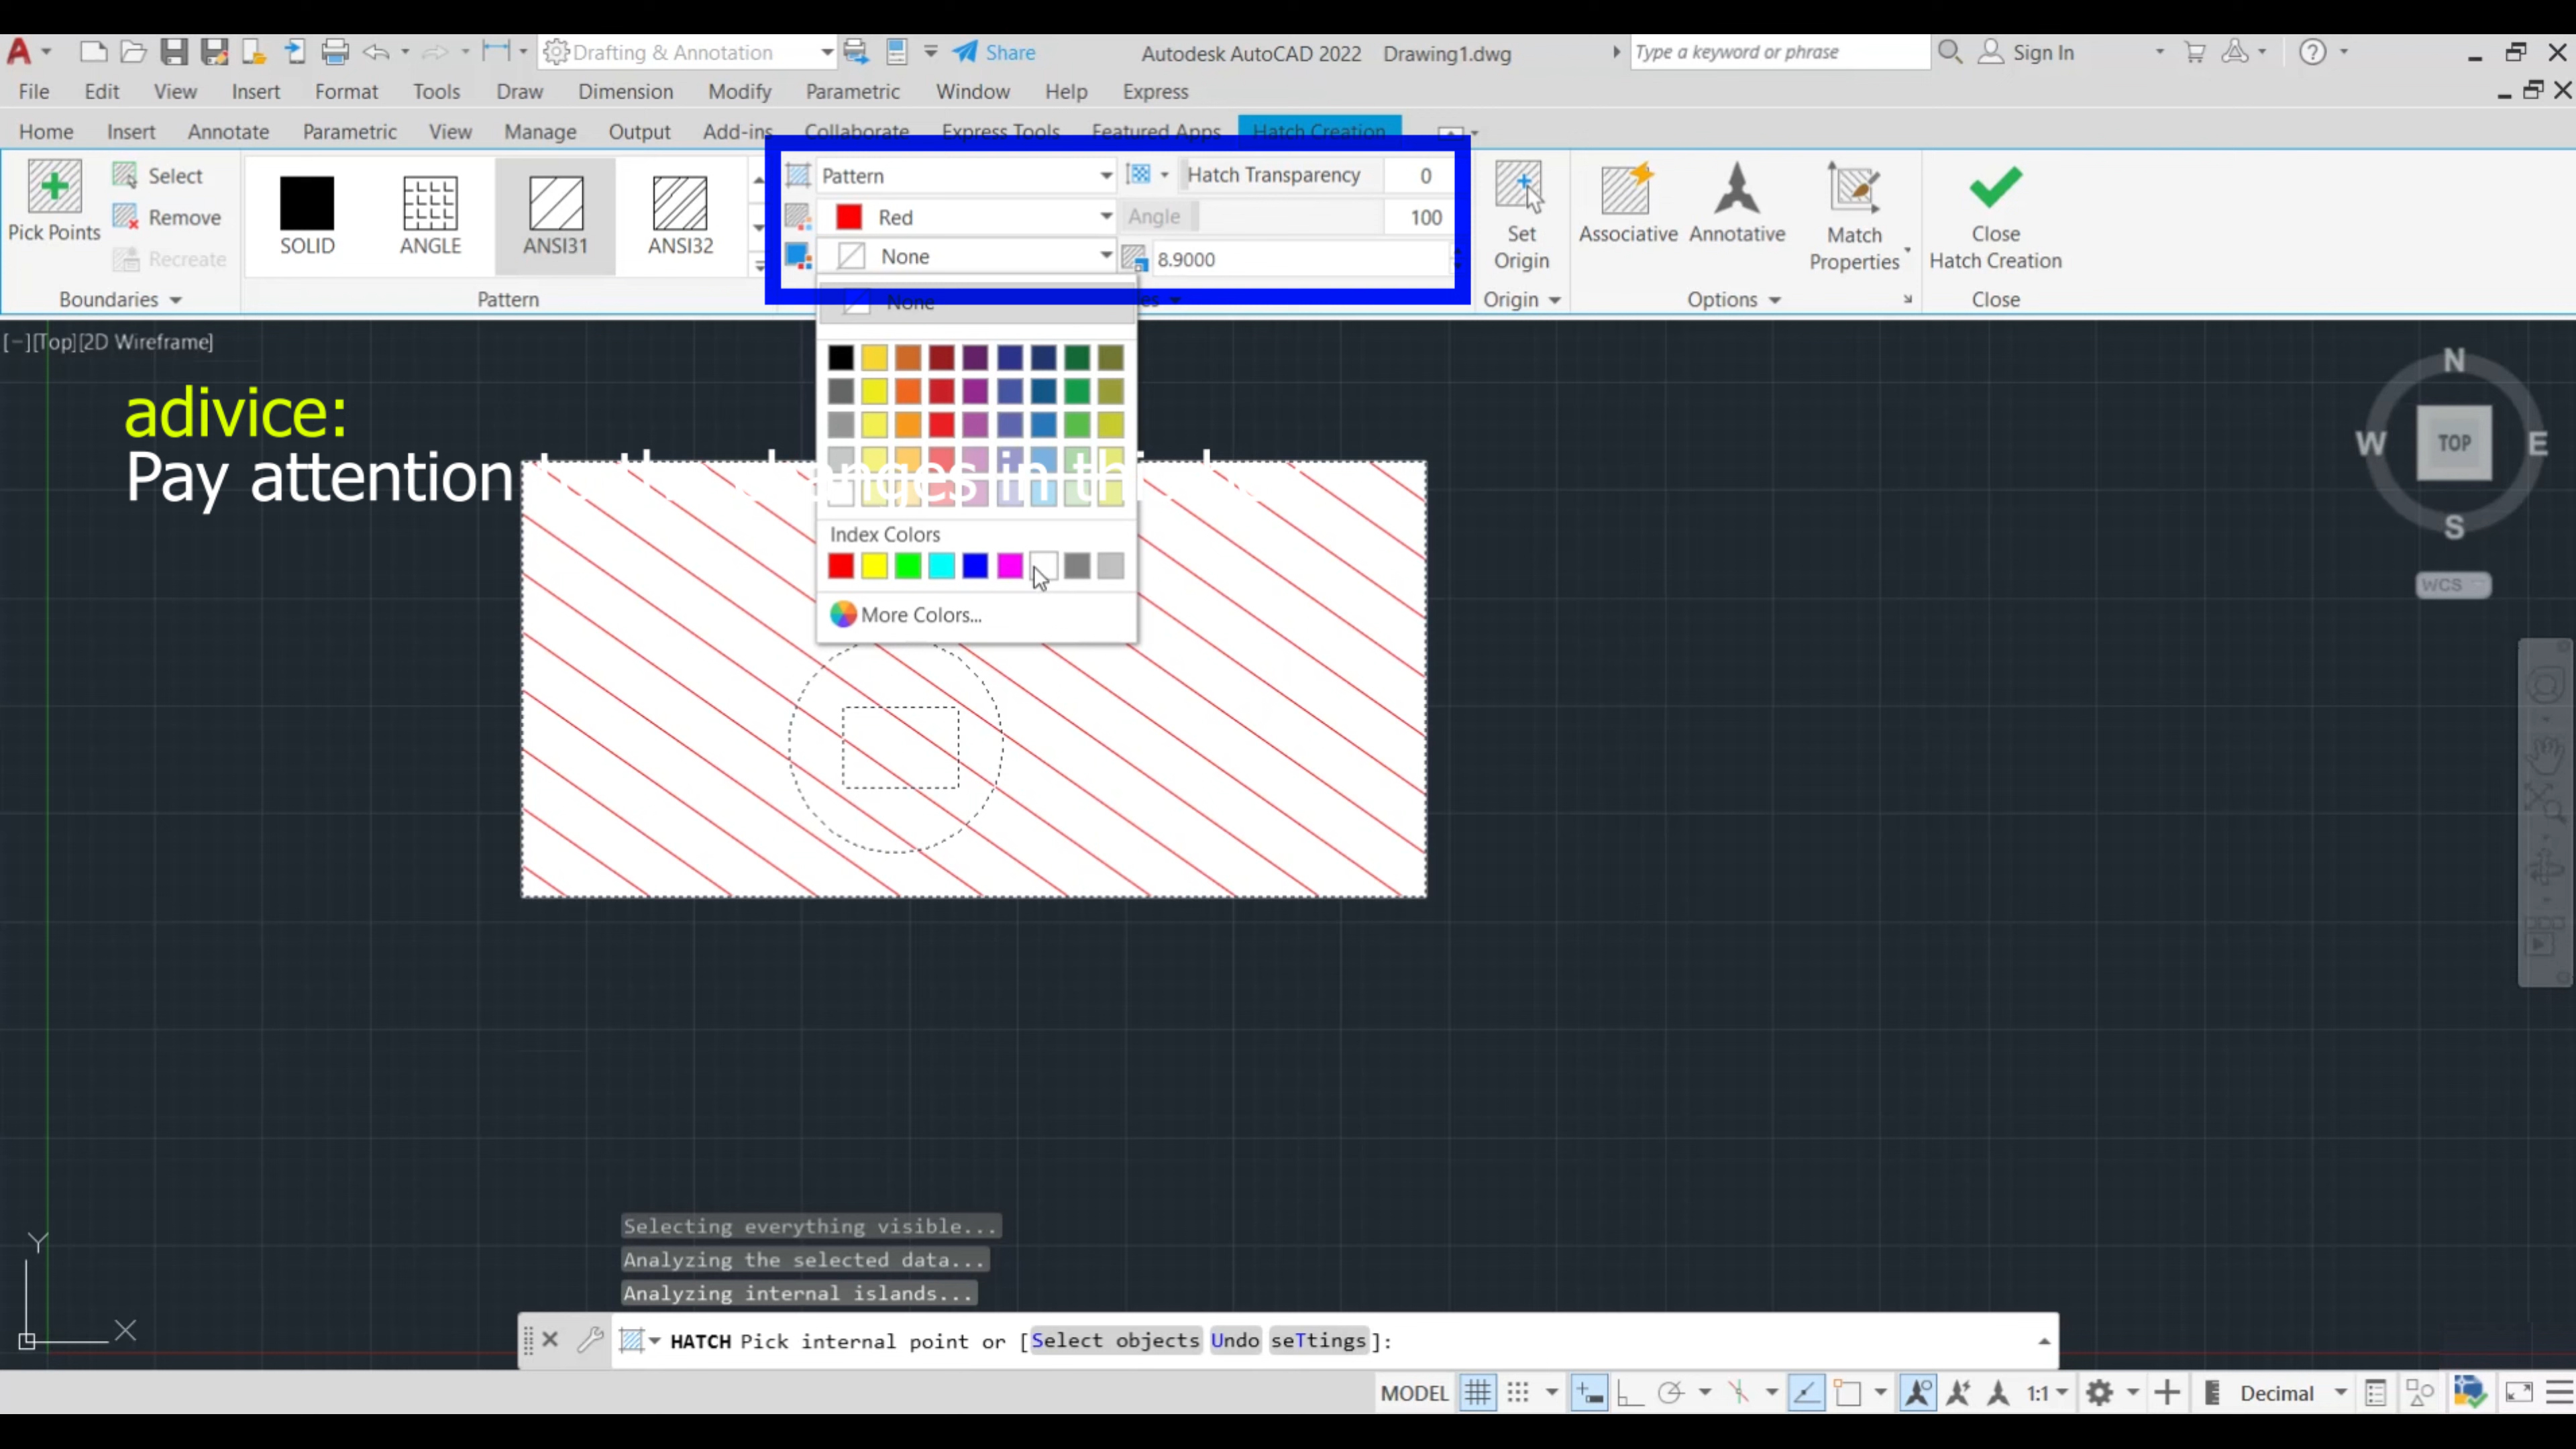 Drafting & Annotation
Share
Autodesk AutoCAD 2022 Drawing1.dwg
Type a keyword or phrase
Sign In
File Edit View Insert Format Tools Draw Dimension Modify Parametric Window Help Express
Home Insert Annotate Parametric View Manage Output Add-ins Collaborate Express Tools Featured Apps Hatch Creation
Pick Points
Select
Remove
Recreate
Boundaries
SOLID
ANGLE
ANSI31
ANSI32
Pattern
Pattern
Hatch Transparency 0
Red
Angle 100
None
8.9000
None
Set
Origin
Origin
Associative
Annotative
Match
Properties
Options
Close
Hatch Creation
Close
[−][Top][2D Wireframe]
adivice:
Pay attention in
Index Colors
More Colors...
N
W
TOP
E
S
WCS
Y
X
Selecting everything visible...
Analyzing the selected data...
Analyzing internal islands...
HATCH Pick internal point or [Select objects Undo seTtings]:
MODEL
1:1
Decimal